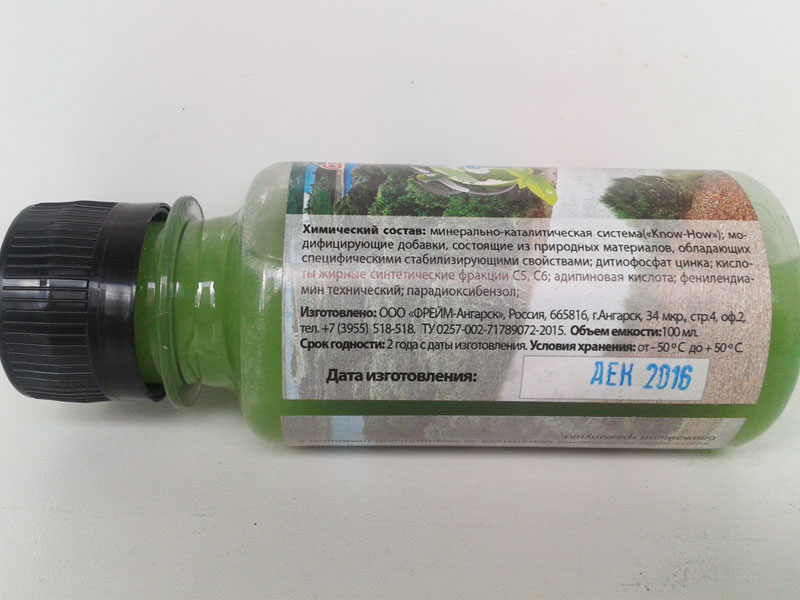 Химический состав: минерально-каталитическая система(«Know-How»); мо-
дифицирующие добавки, состоящие из природных материалов, обладающих
специфическими стабилизирующими свойствами; дитиофосфат цинка; кисло-
ты жирные синтетические фракции С5, С6; адипиновая кислота; фенилендиа-
мин технический; парадиоксибензол;
Изготовлено: ООО «ФРЕЙМ-Ангарск», Россия, 665816, г.Ангарск, 34 мкр., стр.4, оф.2,
тел. +7 (3955) 518-518. ТУ 0257-002-71789072-2015. Объем емкости: 100 мл.
Срок годности: 2 года с даты изготовления. Условия хранения: от – 50 º С до + 50 º С.
Дата изготовления: ДЕК 2016
ближайший травмпункт.